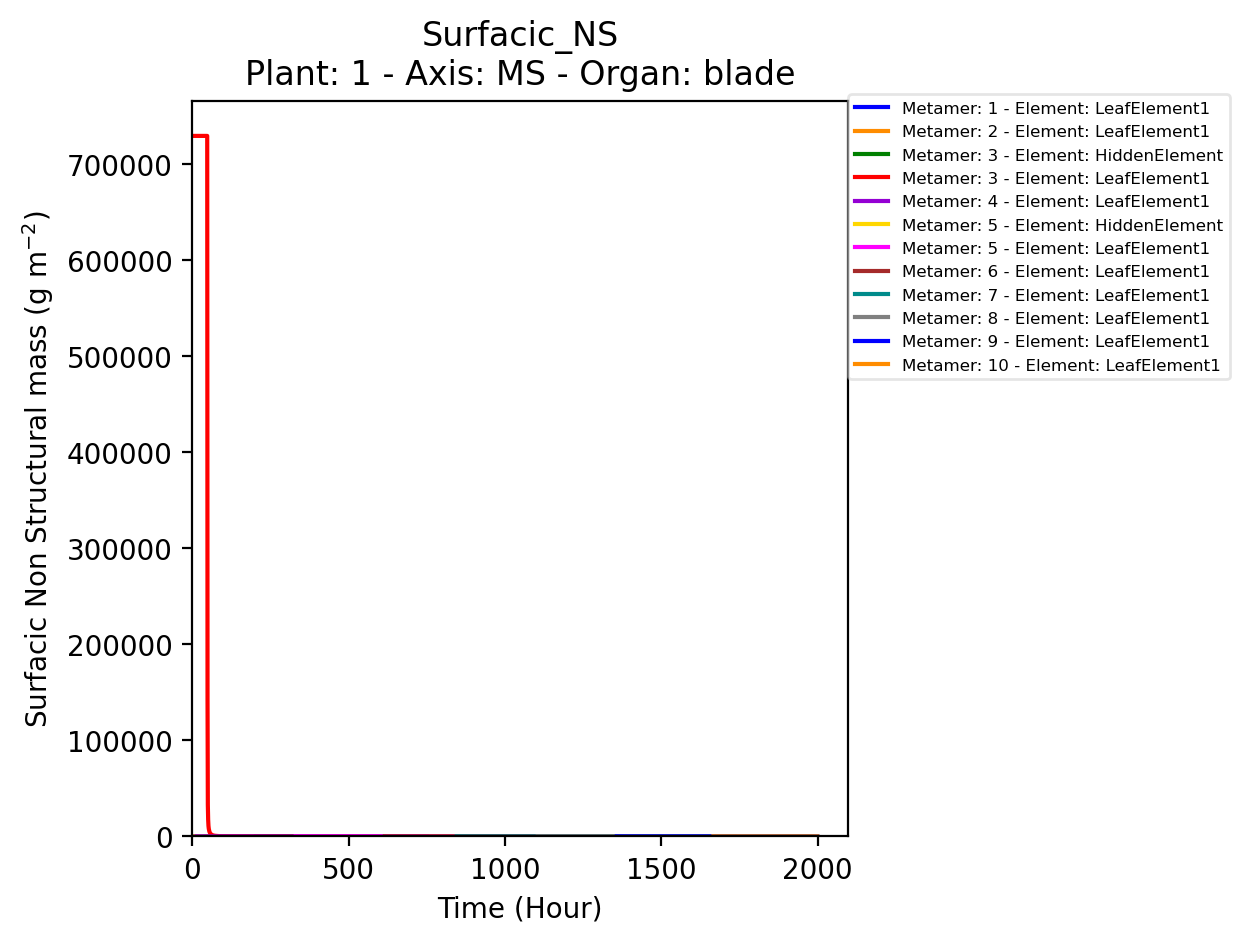 Surfacic_NS
Plant: 1 - Axis: MS - Organ: blade
Surfacic Non Structural mass (g m⁻²)
700000
600000
500000
400000
300000
200000
100000
0
0 500 1000 1500 2000
Time (Hour)
Metamer: 1 - Element: LeafElement1
Metamer: 2 - Element: LeafElement1
Metamer: 3 - Element: HiddenElement
Metamer: 3 - Element: LeafElement1
Metamer: 4 - Element: LeafElement1
Metamer: 5 - Element: HiddenElement
Metamer: 5 - Element: LeafElement1
Metamer: 6 - Element: LeafElement1
Metamer: 7 - Element: LeafElement1
Metamer: 8 - Element: LeafElement1
Metamer: 9 - Element: LeafElement1
Metamer: 10 - Element: LeafElement1